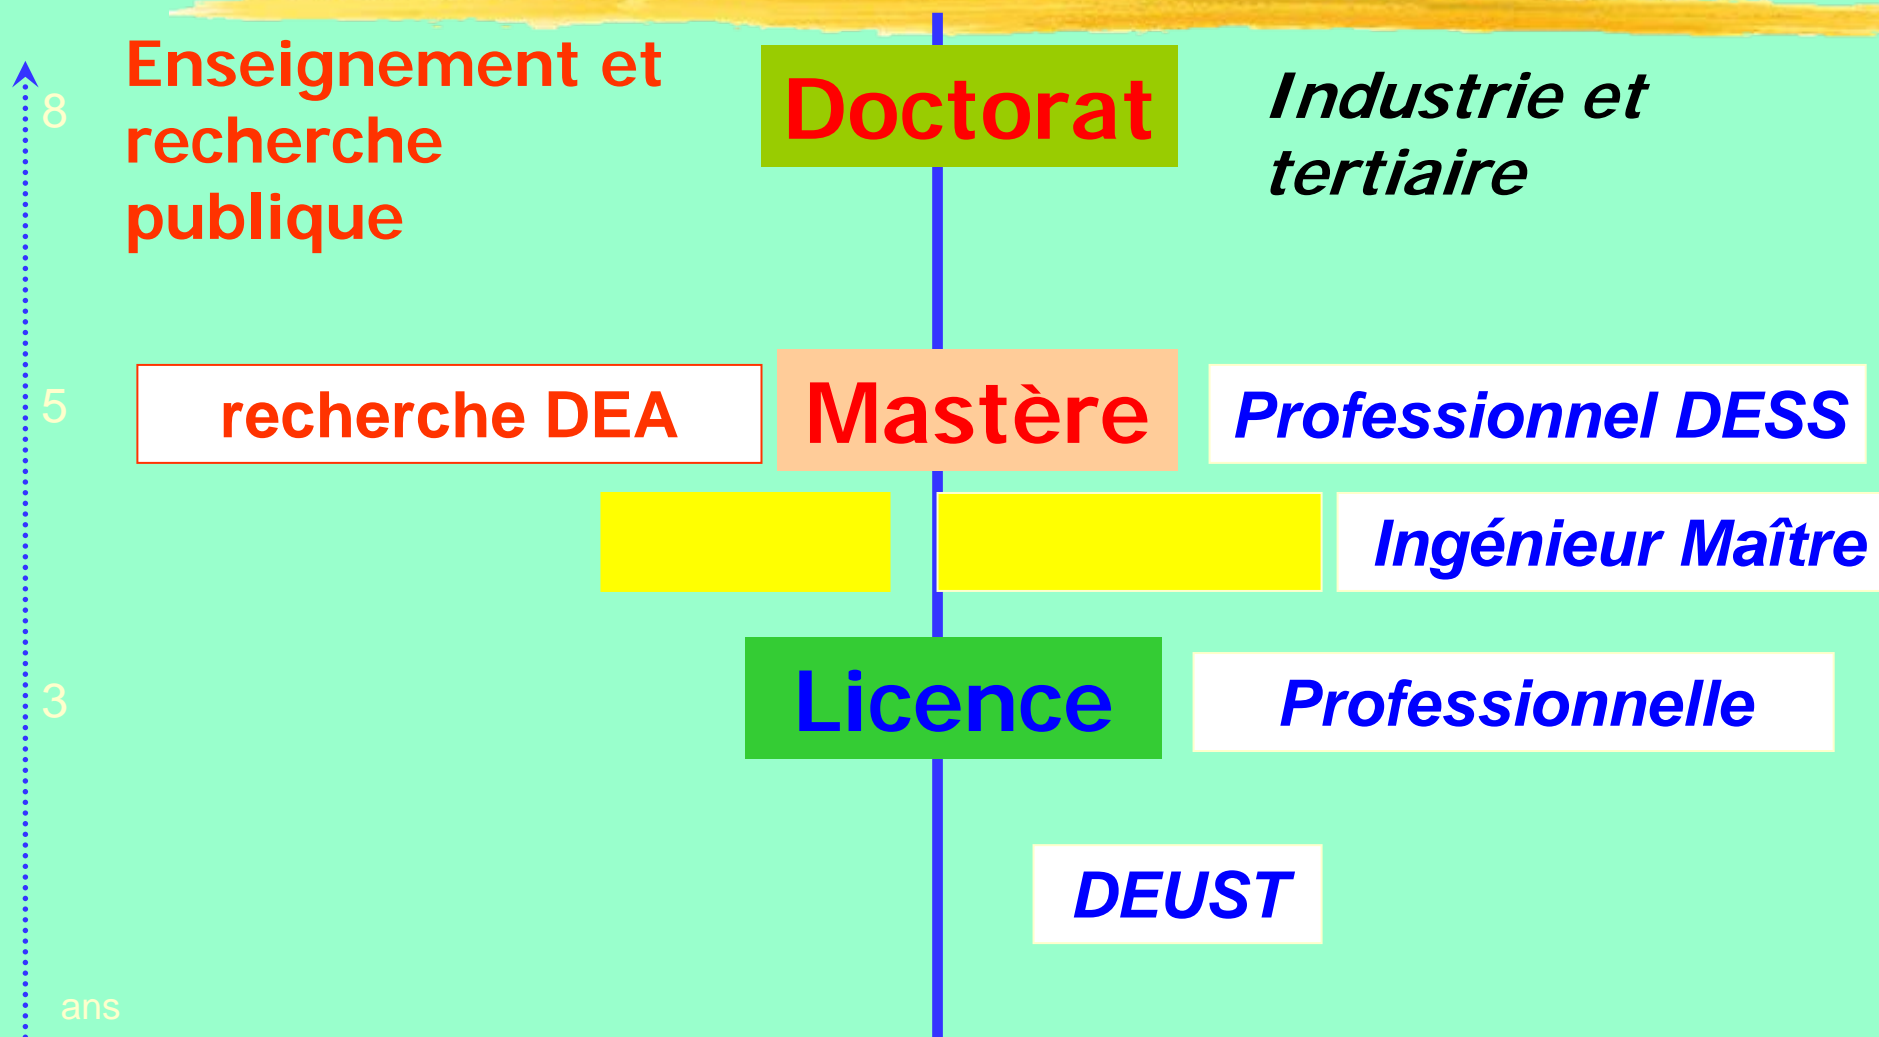 Enseignement et
recherche
publique
8
Doctorat
Industrie et
tertiaire
5
recherche DEA
Mastère
Professionnel DESS
Ingénieur Maître
3
Licence
Professionnelle
DEUST
ans